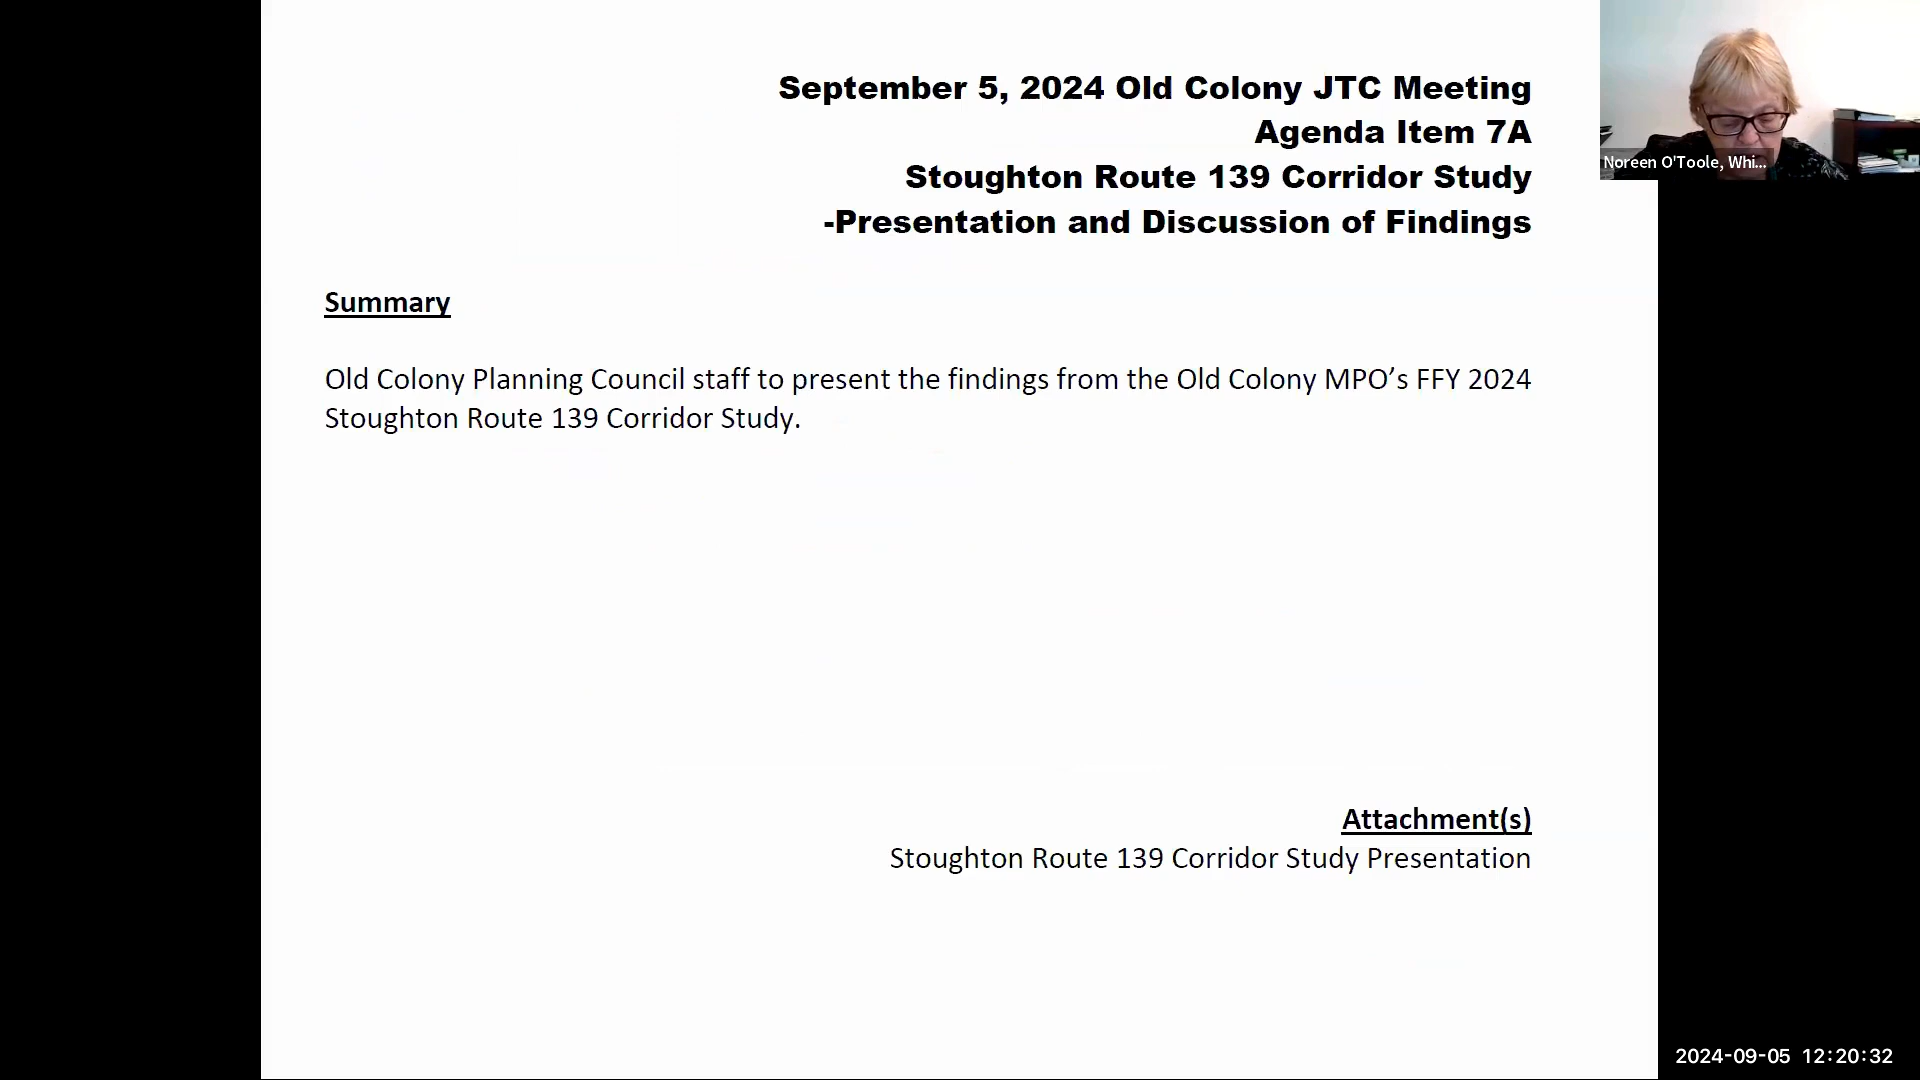 September 5, 2024 Old Colony JTC Meeting
Agenda Item 7A
Stoughton Route 139 Corridor Study
-Presentation and Discussion of Findings
Noreen O'Toole, Whi...
Summary
Old Colony Planning Council staff to present the findings from the Old Colony MPO’s FFY 2024
Stoughton Route 139 Corridor Study.
Attachment(s)
Stoughton Route 139 Corridor Study Presentation
2024-09-05 12:20:32